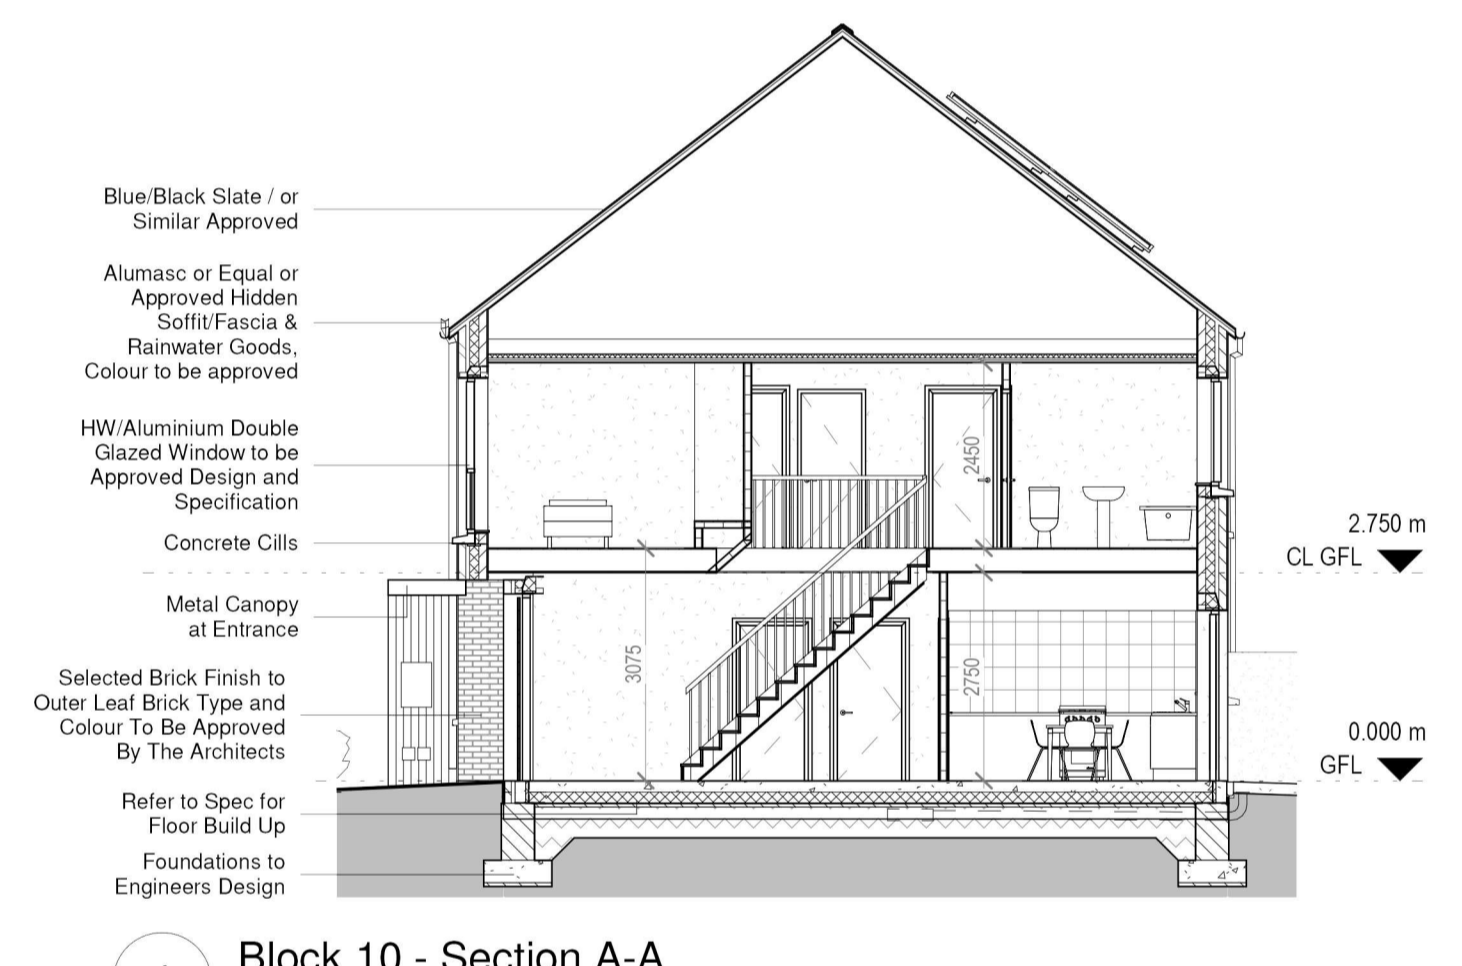 Blue/Black Slate / or
Similar Approved
Alumasc or Equal or
Approved Hidden
Soffit/Fascia &
Rainwater Goods,
Colour to be approved
HW/Aluminium Double
Glazed Window to be
Approved Design and
Specification
Concrete Cills
Metal Canopy
at Entrance
Selected Brick Finish to
Outer Leaf Brick Type and
Colour To Be Approved
By The Architects
Refer to Spec for
Floor Build Up
Foundations to
Engineers Design
2450
3075
2750
2.750 m
CL GFL
0.000 m
GFL
Block 10 - Section A-A